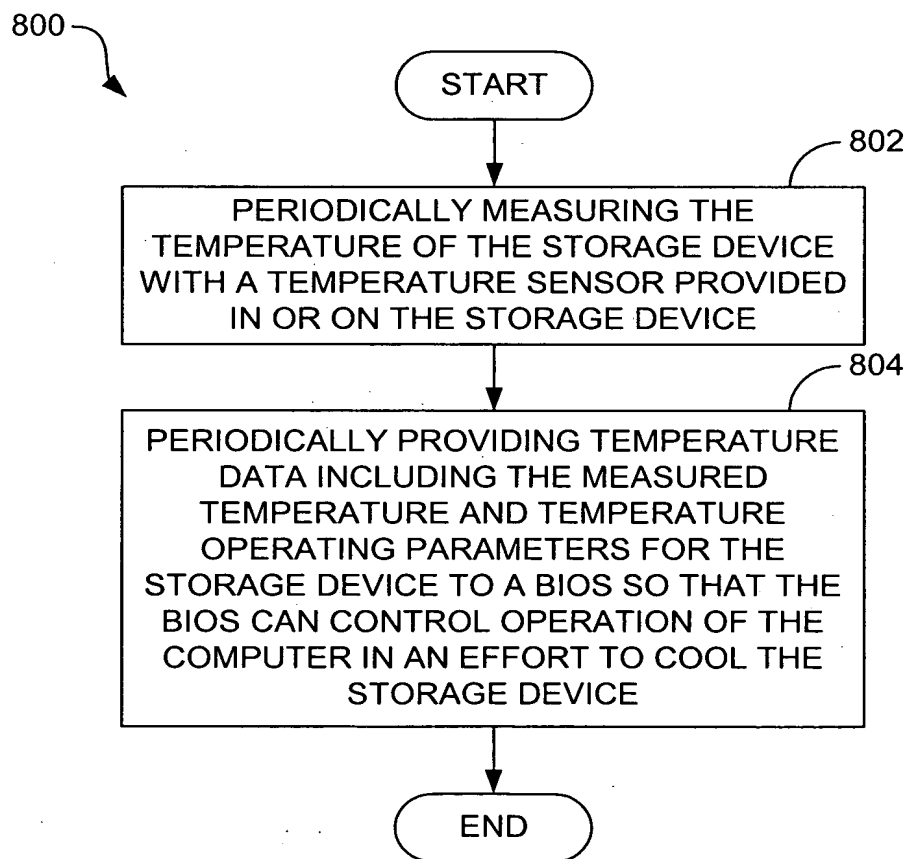 800
START
802
PERIODICALLY MEASURING THE
TEMPERATURE OF THE STORAGE DEVICE
WITH A TEMPERATURE SENSOR PROVIDED
IN OR ON THE STORAGE DEVICE
804
PERIODICALLY PROVIDING TEMPERATURE
DATA INCLUDING THE MEASURED
TEMPERATURE AND TEMPERATURE
OPERATING PARAMETERS FOR THE
STORAGE DEVICE TO A BIOS SO THAT THE
BIOS CAN CONTROL OPERATION OF THE
COMPUTER IN AN EFFORT TO COOL THE
STORAGE DEVICE
END